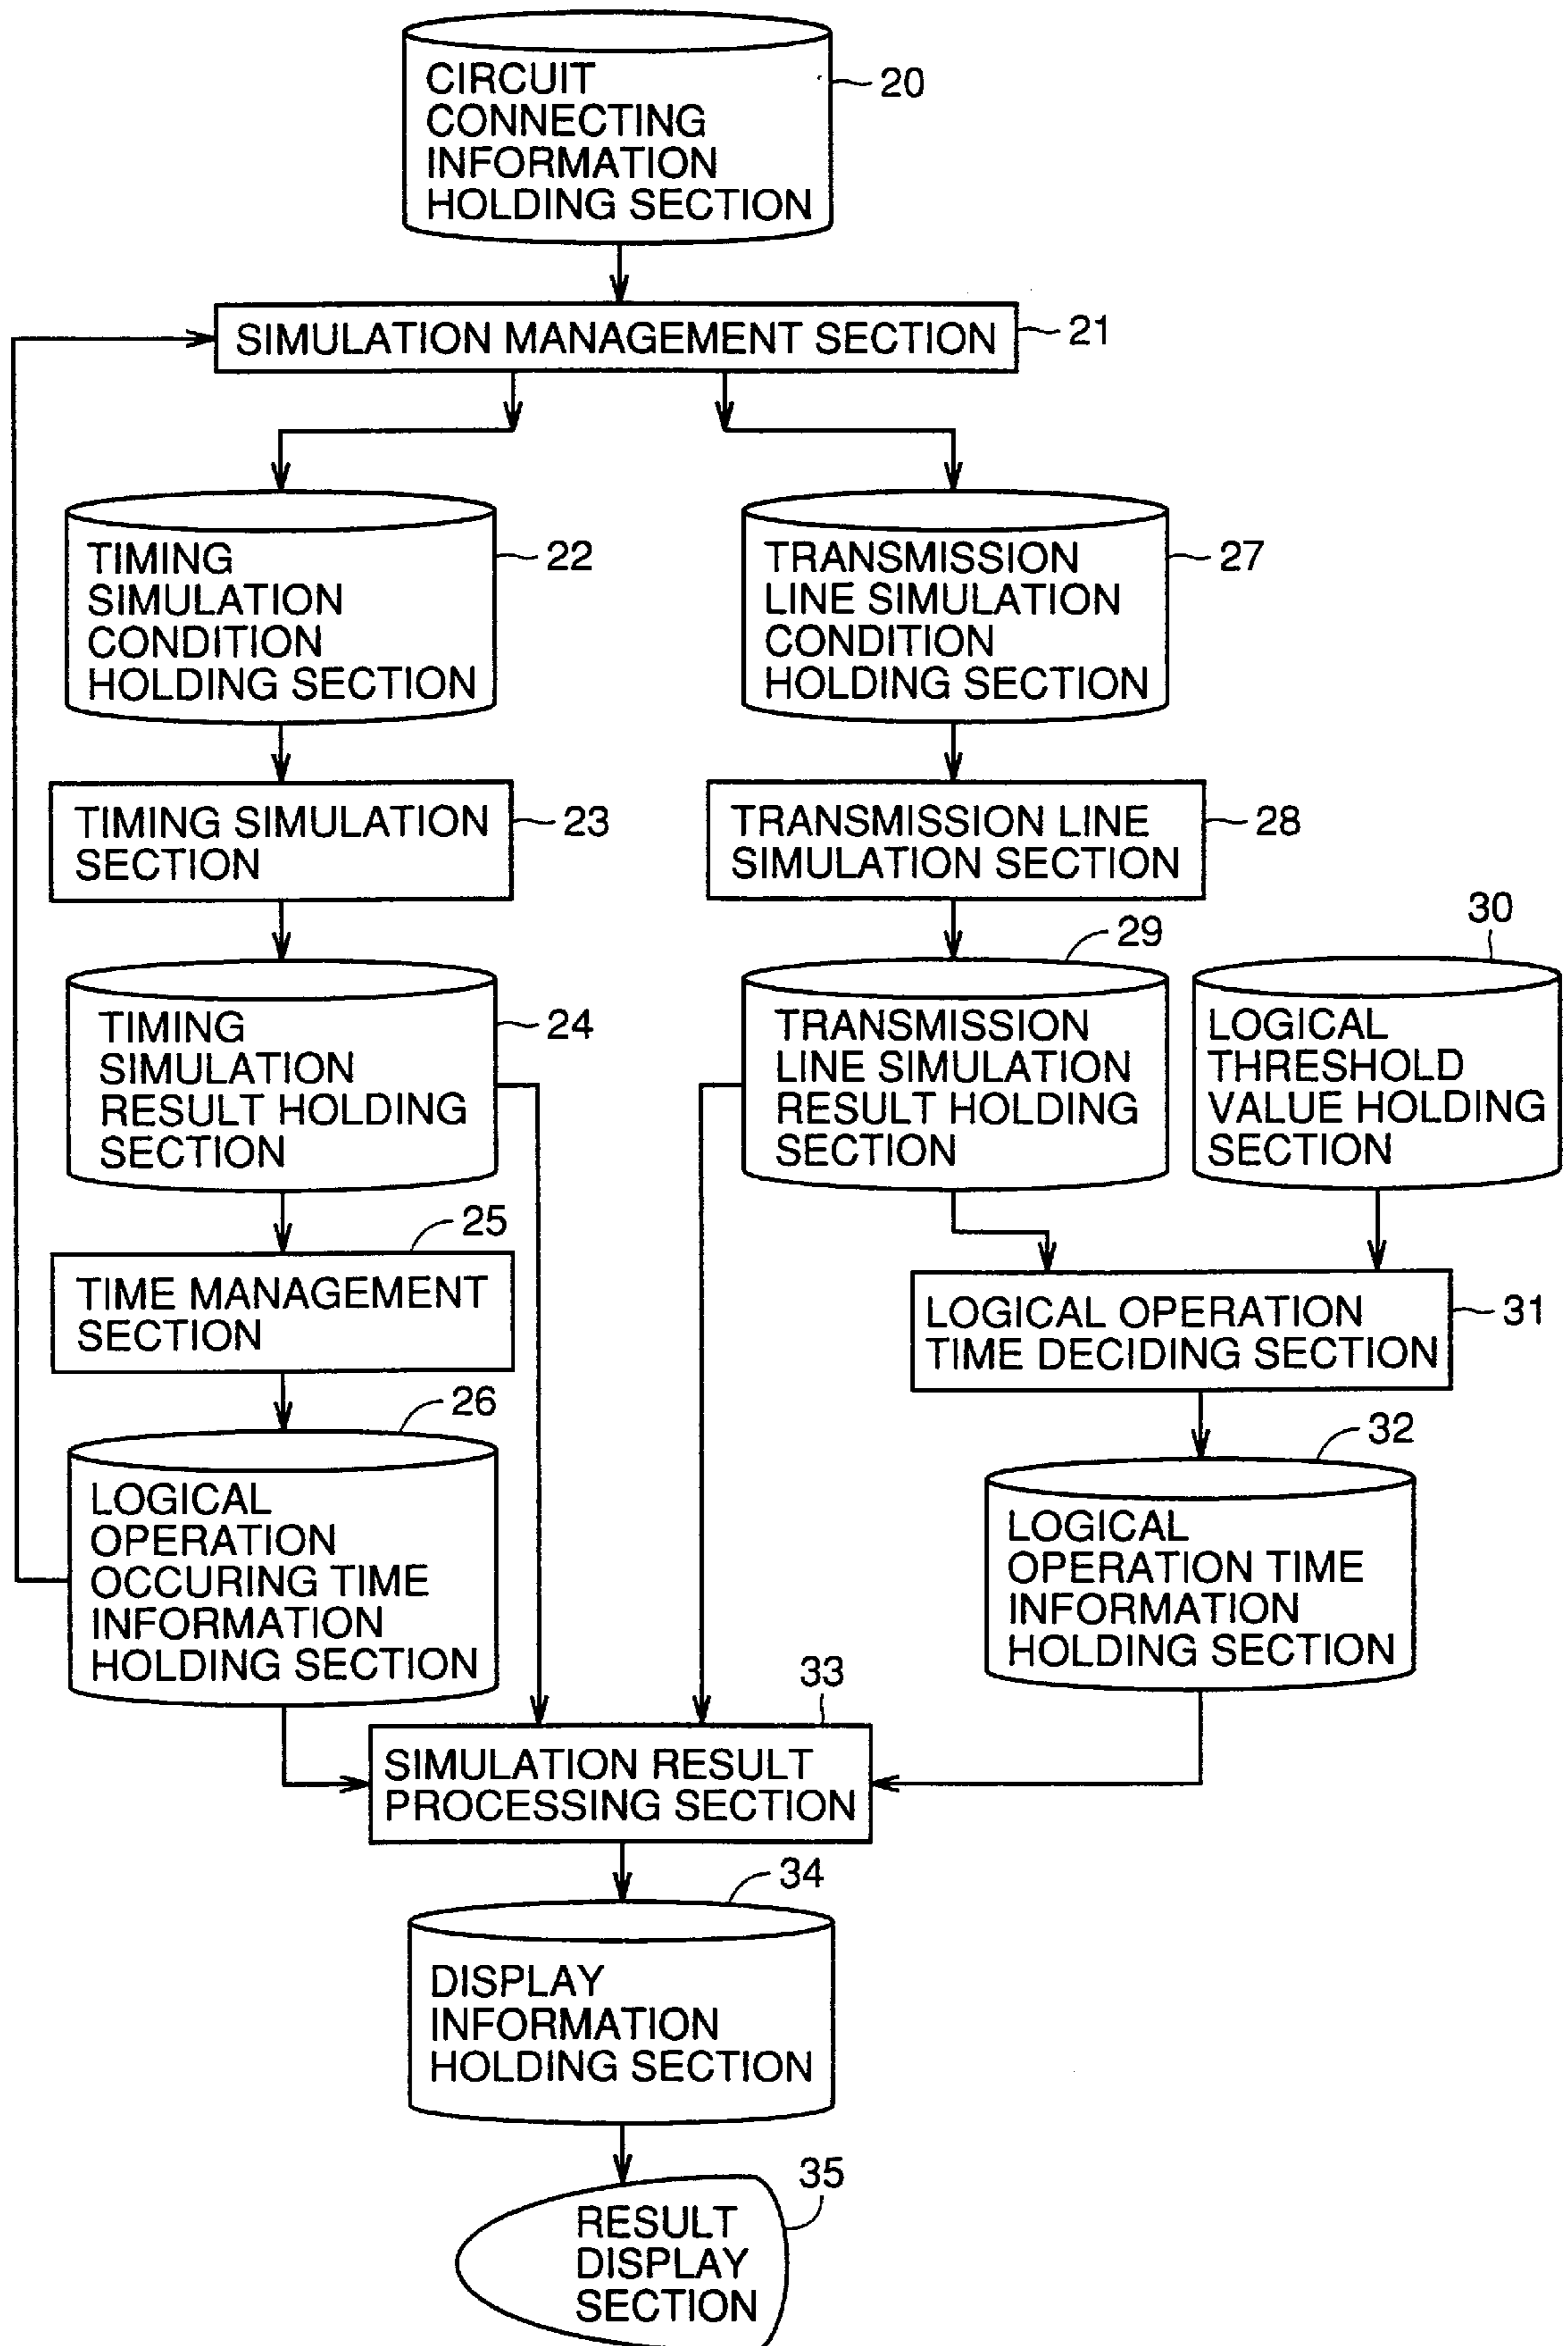 CIRCUIT
CONNECTING
INFORMATION
HOLDING SECTION
20
SIMULATION MANAGEMENT SECTION
21
TIMING
SIMULATION
CONDITION
HOLDING SECTION
22
TRANSMISSION
LINE SIMULATION
CONDITION
HOLDING SECTION
27
TIMING SIMULATION
SECTION
23
TRANSMISSION LINE
SIMULATION SECTION
28
TIMING
SIMULATION
RESULT HOLDING
SECTION
24
29
TRANSMISSION
LINE SIMULATION
RESULT HOLDING
SECTION
30
LOGICAL
THRESHOLD
VALUE HOLDING
SECTION
25
TIME MANAGEMENT
SECTION
LOGICAL OPERATION
TIME DECIDING SECTION
31
26
LOGICAL
OPERATION
OCCURING TIME
INFORMATION
HOLDING SECTION
32
LOGICAL
OPERATION TIME
INFORMATION
HOLDING SECTION
33
SIMULATION RESULT
PROCESSING SECTION
34
DISPLAY
INFORMATION
HOLDING SECTION
35
RESULT
DISPLAY
SECTION